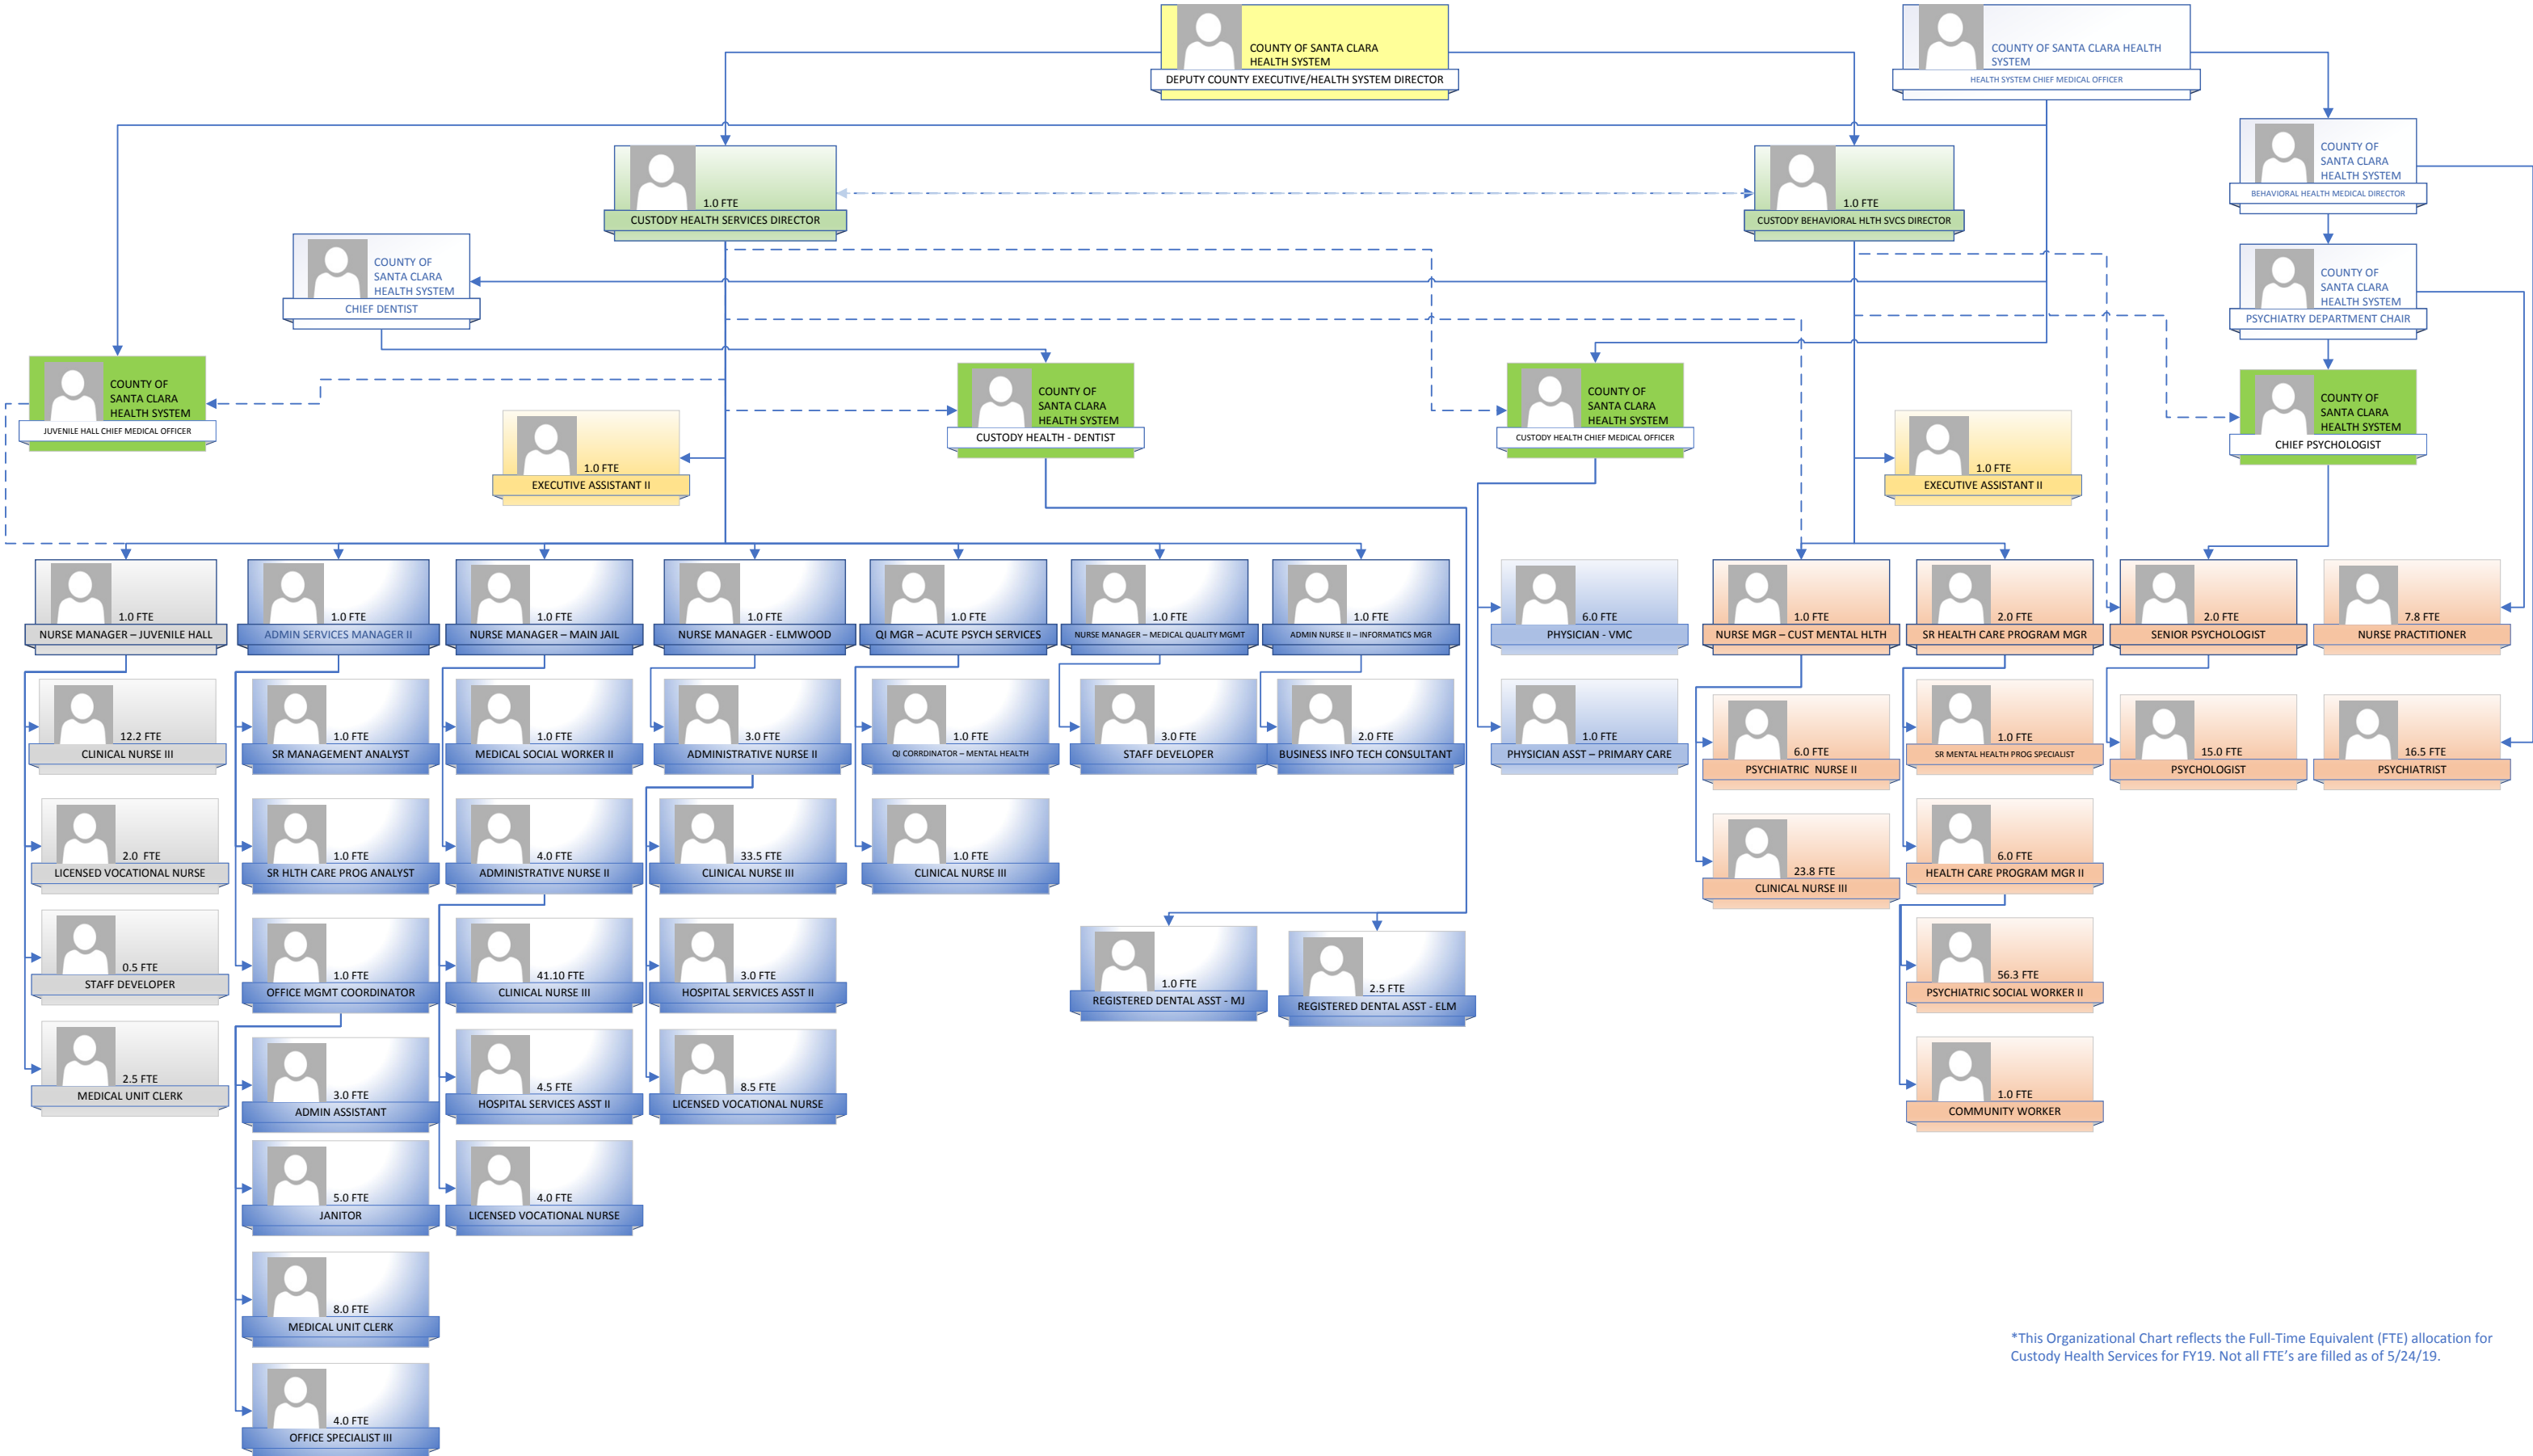 COUNTY OF SANTA CLARA
HEALTH SYSTEM
DEPUTY COUNTY EXECUTIVE/HEALTH SYSTEM DIRECTOR
COUNTY OF SANTA CLARA HEALTH
SYSTEM
HEALTH SYSTEM CHIEF MEDICAL OFFICER
COUNTY OF
SANTA CLARA
HEALTH SYSTEM
BEHAVIORAL HEALTH MEDICAL DIRECTOR
1.0 FTE
CUSTODY HEALTH SERVICES DIRECTOR
1.0 FTE
CUSTODY BEHAVIORAL HLTH SVCS DIRECTOR
COUNTY OF
SANTA CLARA
HEALTH SYSTEM
CHIEF DENTIST
COUNTY OF
SANTA CLARA
HEALTH SYSTEM
PSYCHIATRY DEPARTMENT CHAIR
COUNTY OF
SANTA CLARA
HEALTH SYSTEM
JUVENILE HALL CHIEF MEDICAL OFFICER
COUNTY OF
SANTA CLARA
HEALTH SYSTEM
CUSTODY HEALTH - DENTIST
COUNTY OF
SANTA CLARA
HEALTH SYSTEM
CUSTODY HEALTH CHIEF MEDICAL OFFICER
COUNTY OF
SANTA CLARA
HEALTH SYSTEM
CHIEF PSYCHOLOGIST
1.0 FTE
EXECUTIVE ASSISTANT II
1.0 FTE
EXECUTIVE ASSISTANT II
1.0 FTE
NURSE MANAGER – JUVENILE HALL
1.0 FTE
ADMIN SERVICES MANAGER II
1.0 FTE
NURSE MANAGER – MAIN JAIL
1.0 FTE
NURSE MANAGER - ELMWOOD
1.0 FTE
QI MGR – ACUTE PSYCH SERVICES
1.0 FTE
NURSE MANAGER – MEDICAL QUALITY MGMT
1.0 FTE
ADMIN NURSE II – INFORMATICS MGR
6.0 FTE
PHYSICIAN - VMC
1.0 FTE
NURSE MGR – CUST MENTAL HLTH
2.0 FTE
SR HEALTH CARE PROGRAM MGR
2.0 FTE
SENIOR PSYCHOLOGIST
7.8 FTE
NURSE PRACTITIONER
12.2 FTE
CLINICAL NURSE III
1.0 FTE
SR MANAGEMENT ANALYST
1.0 FTE
MEDICAL SOCIAL WORKER II
3.0 FTE
ADMINISTRATIVE NURSE II
1.0 FTE
QI CORRDINATOR – MENTAL HEALTH
3.0 FTE
STAFF DEVELOPER
2.0 FTE
BUSINESS INFO TECH CONSULTANT
1.0 FTE
PHYSICIAN ASST – PRIMARY CARE
6.0 FTE
PSYCHIATRIC NURSE II
1.0 FTE
SR MENTAL HEALTH PROG SPECIALIST
15.0 FTE
PSYCHOLOGIST
16.5 FTE
PSYCHIATRIST
2.0 FTE
LICENSED VOCATIONAL NURSE
1.0 FTE
SR HLTH CARE PROG ANALYST
4.0 FTE
ADMINISTRATIVE NURSE II
33.5 FTE
CLINICAL NURSE III
1.0 FTE
CLINICAL NURSE III
23.8 FTE
CLINICAL NURSE III
6.0 FTE
HEALTH CARE PROGRAM MGR II
0.5 FTE
STAFF DEVELOPER
1.0 FTE
OFFICE MGMT COORDINATOR
41.10 FTE
CLINICAL NURSE III
3.0 FTE
HOSPITAL SERVICES ASST II
1.0 FTE
REGISTERED DENTAL ASST - MJ
2.5 FTE
REGISTERED DENTAL ASST - ELM
56.3 FTE
PSYCHIATRIC SOCIAL WORKER II
2.5 FTE
MEDICAL UNIT CLERK
3.0 FTE
ADMIN ASSISTANT
4.5 FTE
HOSPITAL SERVICES ASST II
8.5 FTE
LICENSED VOCATIONAL NURSE
1.0 FTE
COMMUNITY WORKER
5.0 FTE
JANITOR
4.0 FTE
LICENSED VOCATIONAL NURSE
8.0 FTE
MEDICAL UNIT CLERK
4.0 FTE
OFFICE SPECIALIST III
*This Organizational Chart reflects the Full-Time Equivalent (FTE) allocation for
Custody Health Services for FY19. Not all FTE's are filled as of 5/24/19.